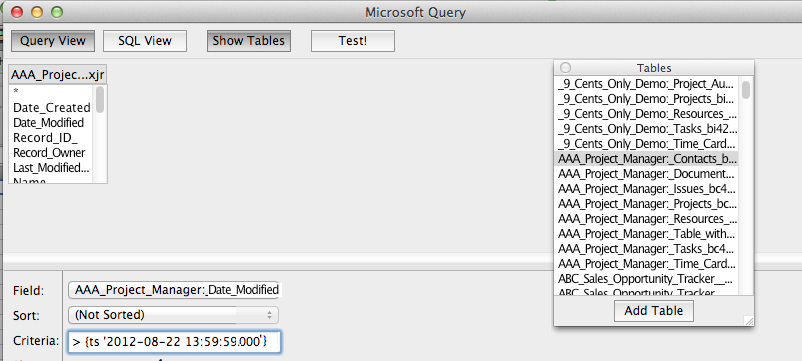 Microsoft Query
Query View SQL View Show Tables Test!
AAA_Projec...xjr
*
Date_Created
Date_Modified
Record_ID_
Record_Owner
Last_Modified...
Name
Tables
_9_Cents_Only_Demo:_Project_Au...
_9_Cents_Only_Demo:_Projects_bi...
_9_Cents_Only_Demo:_Resources_...
_9_Cents_Only_Demo:_Tasks_bi42...
_9_Cents_Only_Demo:_Time_Card...
AAA_Project_Manager:_Contacts_b...
AAA_Project_Manager:_Document...
AAA_Project_Manager:_Issues_bc4...
AAA_Project_Manager:_Projects_bc...
AAA_Project_Manager:_Resources_...
AAA_Project_Manager:_Table_with...
AAA_Project_Manager:_Tasks_bc4...
AAA_Project_Manager:_Time_Card...
ABC_Sales_Opportunity_Tracker__...
ABC_Sales_Opportunity_Tracker
Add Table
Field: AAA_Project_Manager:_Date_Modified
Sort: (Not Sorted)
Criteria: > {ts '2012-08-22 13:59:59.000'}